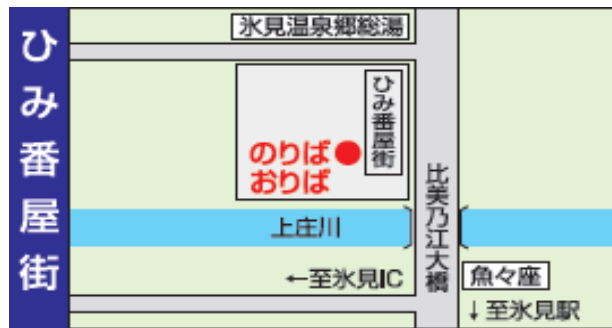 ひみ番屋街
氷見温泉郷総湯
ひみ番屋街
のりば
おりば
比美乃江大橋
上庄川
←至氷見IC
魚々座
↓至氷見駅